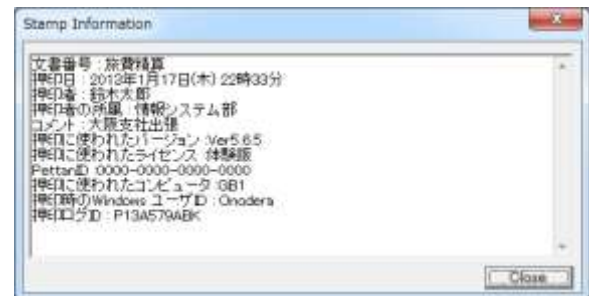 Stamp Information
文書番号 : 旅費精算
押印日 : 2013年1月17日(木) 22時33分
押印者 : 鈴木太郎
押印者の所属 : 情報システム部
コメント : 大阪支社出張
押印に使われたバージョン :Ver5.6.5
押印に使われたライセンス :体験版
PettanID :0000-0000-0000-0000
押印に使われたコンピュータ :GB1
押印時のWindows ユーザID : Onodera
押印ログID : P13A579ABK
Close